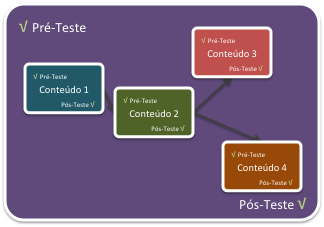 √ Pré-Teste
√ Pré-Teste
Conteúdo 1
Pós-Teste √
√ Pré-Teste
Conteúdo 2
Pós-Teste √
√ Pré-Teste
Conteúdo 3
Pós-Teste √
√ Pré-Teste
Conteúdo 4
Pós-Teste √
Pós-Teste √